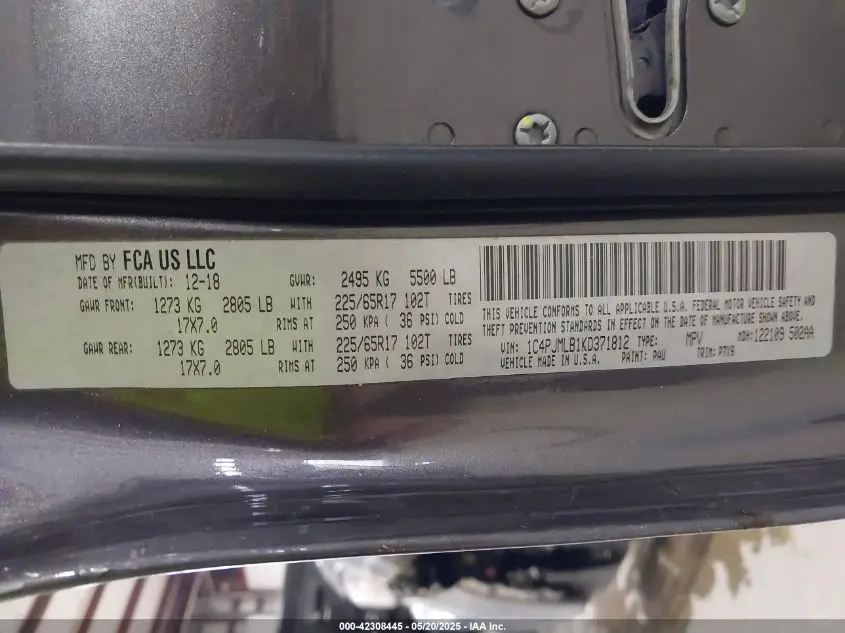 MFD BY FCA US LLC
DATE OF MFR(BUILT): 12-18 GVWR: 2495 KG 5500 LB
GAWR FRONT: 1273 KG 2805 LB WITH 225/65R17 102T TIRES
17X7.0 RIMS AT 250 KPA ( 36 PSI) COLD
GAWR REAR: 1273 KG 2805 LB WITH 225/65R17 102T TIRES
17X7.0 RIMS AT 250 KPA ( 36 PSI) COLD
THIS VEHICLE CONFORMS TO ALL APPLICABLE U.S.A. FEDERAL MOTOR VEHICLE SAFETY AND
THEFT PREVENTION STANDARDS IN EFFECT ON THE DATE OF MANUFACTURE SHOWN ABOVE.
VIN: 1C4PJMLB1KD371812 TYPE: MPV MDH:122109 502AA
VEHICLE MADE IN U.S.A. PAINT: PAU TRIM: P7X9
000-42308445 - 05/20/2025 - IAA Inc.